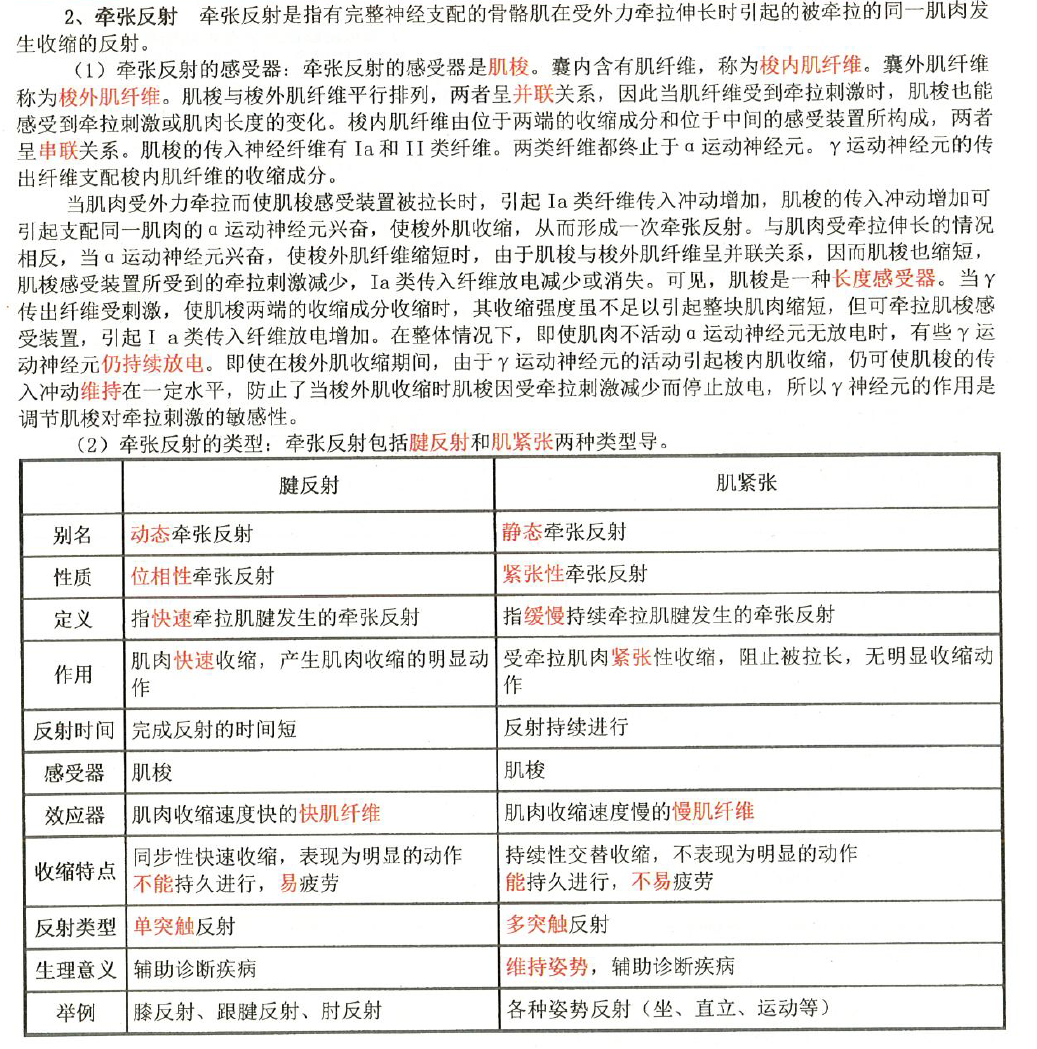 2、牵张反射 牵张反射是指有完整神经支配的骨骼肌在受外力牵拉伸长时引起的被牵拉的同一肌肉发
生收缩的反射。
（1）牵张反射的感受器：牵张反射的感受器是肌梭。囊内含有肌纤维，称为梭内肌纤维。囊外肌纤维
称为梭外肌纤维。肌梭与梭外肌纤维平行排列，两者呈并联关系，因此当肌纤维受到牵拉刺激时，肌梭也能
感受到牵拉刺激或肌肉长度的变化。梭内肌纤维由位于两端的收缩成分和位于中间的感受装置所构成，两者
呈串联关系。肌梭的传入神经纤维有 Ia 和 II 类纤维。两类纤维都终止于α运动神经元。γ运动神经元的传
出纤维支配梭内肌纤维的收缩成分。
当肌肉受外力牵拉而使肌梭感受装置被拉长时，引起 Ia 类纤维传入冲动增加，肌梭的传入冲动增加可
引起支配同一肌肉的α运动神经元兴奋，使梭外肌收缩，从而形成一次牵张反射。与肌肉受牵拉伸长的情况
相反，当α运动神经元兴奋，使梭外肌纤维缩短时，由于肌梭与梭外肌纤维呈并联关系，因而肌梭也缩短，
肌梭感受装置所受到的牵拉刺激减少，Ia 类传入纤维放电减少或消失。可见，肌梭是一种长度感受器。当γ
传出纤维受刺激，使肌梭两端的收缩成分收缩时，其收缩强度虽不足以引起整块肌肉缩短，但可牵拉肌梭感
受装置，引起 I a 类传入纤维放电增加。在整体情况下，即使肌肉不活动α运动神经元无放电时，有些γ运
动神经元仍持续放电。即使在梭外肌收缩期间，由于γ运动神经元的活动引起梭内肌收缩，仍可使肌梭的传
入冲动维持在一定水平，防止了当梭外肌收缩时肌梭因受牵拉刺激减少而停止放电，所以γ神经元的作用是
调节肌梭对牵拉刺激的敏感性。
（2）牵张反射的类型：牵张反射包括腱反射和肌紧张两种类型导。
腱反射 肌紧张
别名 动态牵张反射 静态牵张反射
性质 位相性牵张反射 紧张性牵张反射
定义 指快速牵拉肌腱发生的牵张反射 指缓慢持续牵拉肌腱发生的牵张反射
作用 肌肉快速收缩，产生肌肉收缩的明显动
作 受牵拉肌肉紧张性收缩，阻止被拉长，无明显收缩动
作
反射时间 完成反射的时间短 反射持续进行
感受器 肌梭 肌梭
效应器 肌肉收缩速度快的快肌纤维 肌肉收缩速度慢的慢肌纤维
收缩特点 同步性快速收缩，表现为明显的动作
不能持久进行，易疲劳 持续性交替收缩，不表现为明显的动作
能持久进行，不易疲劳
反射类型 单突触反射 多突触反射
生理意义 辅助诊断疾病 维持姿势，辅助诊断疾病
举例 膝反射、跟腱反射、肘反射 各种姿势反射（坐、直立、运动等）